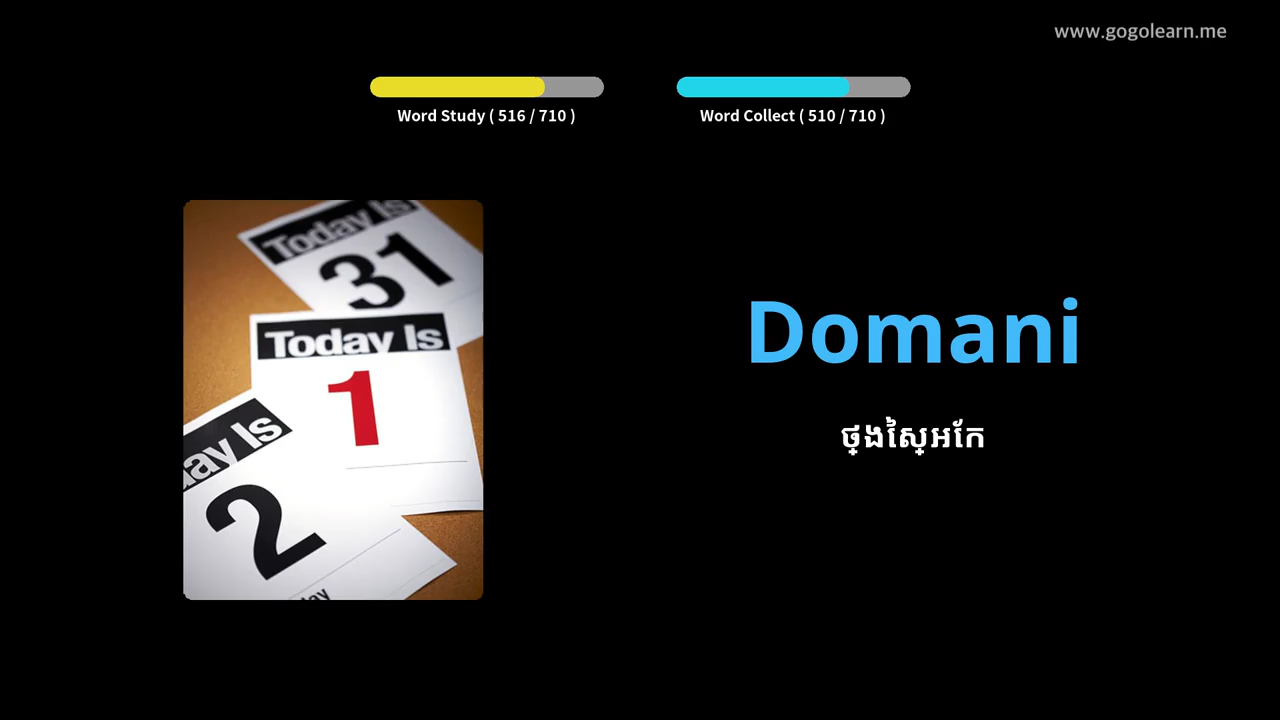 www.gogolearn.me
Word Study ( 516 / 710 )
Word Collect ( 510 / 710 )
Today Is
31
Today Is
1
ay Is
2
ay
Domani
ថ្ងៃស្អែក